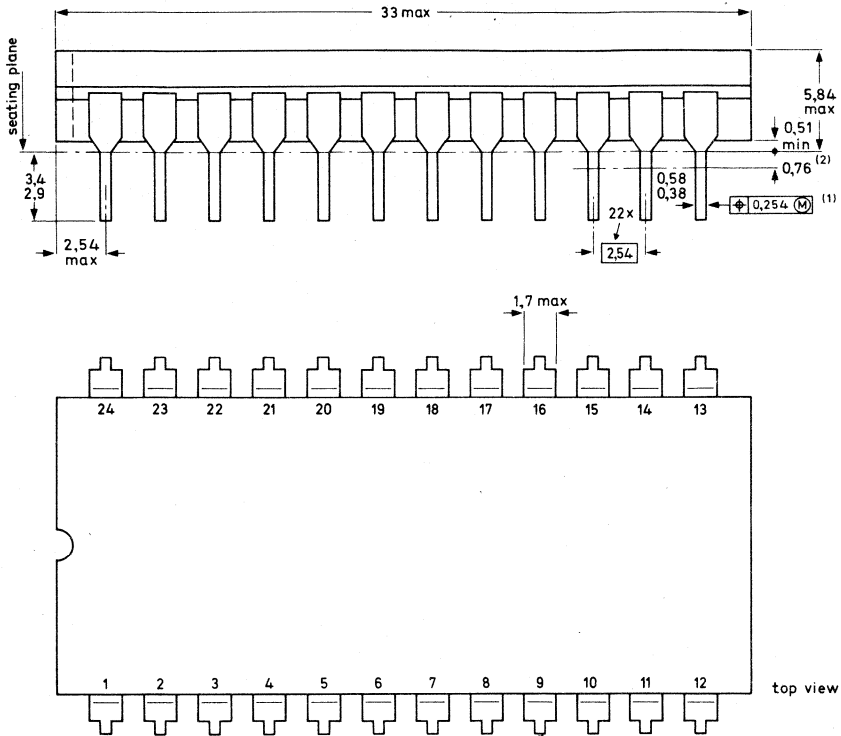 33 max
seating plane
5,84
max
0,51
min
0,76 (2)
3,4
2,9
0,58
0,38
0,254 M (1)
22x
2,54
max
2,54
1,7 max
24 23 22 21 20 19 18 17 16 15 14 13
1 2 3 4 5 6 7 8 9 10 11 12
top view